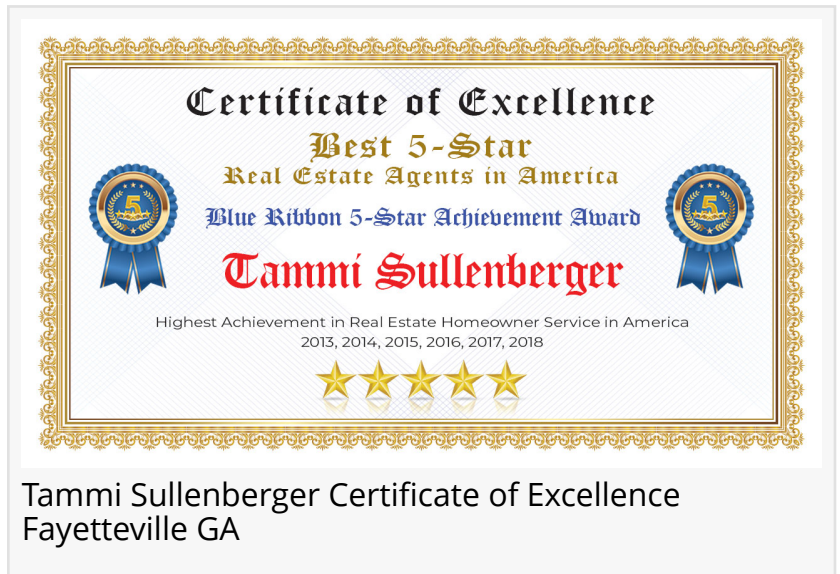 Certificate of Excellence
Best 5-Star
Real Estate Agents in America
Blue Ribbon 5-Star Achievement Award
5
5
Tammi Sullenberger
Highest Achievement in Real Estate Homeowner Service in America
2013, 2014, 2015, 2016, 2017, 2018
Tammi Sullenberger Certificate of Excellence
Fayetteville GA